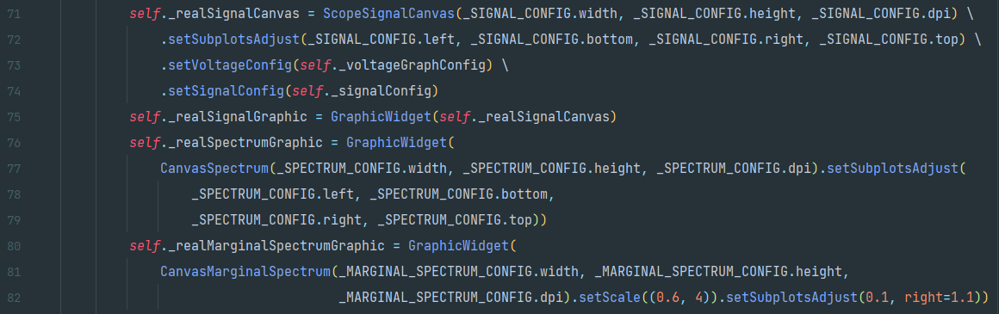 71 self._realSignalCanvas = ScopeSignalCanvas(_SIGNAL_CONFIG.width, _SIGNAL_CONFIG.height, _SIGNAL_CONFIG.dpi) \
72 .setSubplotsAdjust(_SIGNAL_CONFIG.left, _SIGNAL_CONFIG.bottom, _SIGNAL_CONFIG.right, _SIGNAL_CONFIG.top) \
73 .setVoltageConfig(self._voltageGraphConfig) \
74 .setSignalConfig(self._signalConfig)
75 self._realSignalGraphic = GraphicWidget(self._realSignalCanvas)
76 self._realSpectrumGraphic = GraphicWidget(
77 CanvasSpectrum(_SPECTRUM_CONFIG.width, _SPECTRUM_CONFIG.height, _SPECTRUM_CONFIG.dpi).setSubplotsAdjust(
78 _SPECTRUM_CONFIG.left, _SPECTRUM_CONFIG.bottom,
79 _SPECTRUM_CONFIG.right, _SPECTRUM_CONFIG.top))
80 self._realMarginalSpectrumGraphic = GraphicWidget(
81 CanvasMarginalSpectrum(_MARGINAL_SPECTRUM_CONFIG.width, _MARGINAL_SPECTRUM_CONFIG.height,
82 _MARGINAL_SPECTRUM_CONFIG.dpi).setScale((0.6, 4)).setSubplotsAdjust(0.1, right=1.1))